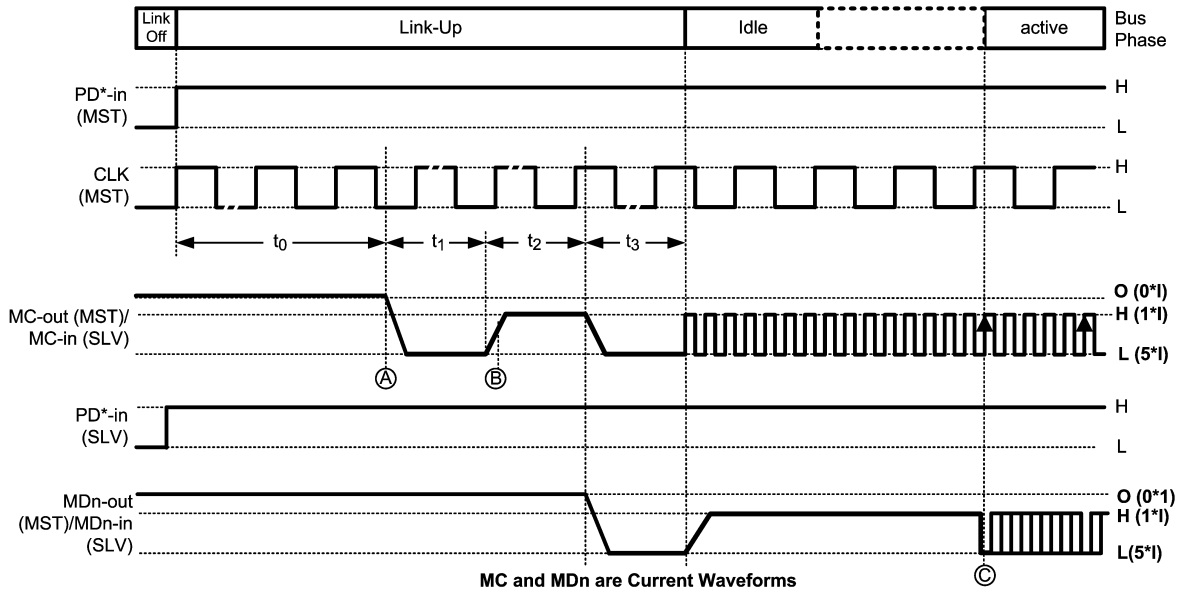 Link
Off
Link-Up
Idle
active
Bus
Phase
PD*-in
(MST)
H
L
CLK
(MST)
H
L
t0
t1
t2
t3
MC-out (MST)/
MC-in (SLV)
O (0*I)
H (1*I)
L (5*I)
A
B
PD*-in
(SLV)
H
L
MDn-out
(MST)/MDn-in
(SLV)
O (0*1)
H (1*I)
L(5*I)
C
MC and MDn are Current Waveforms